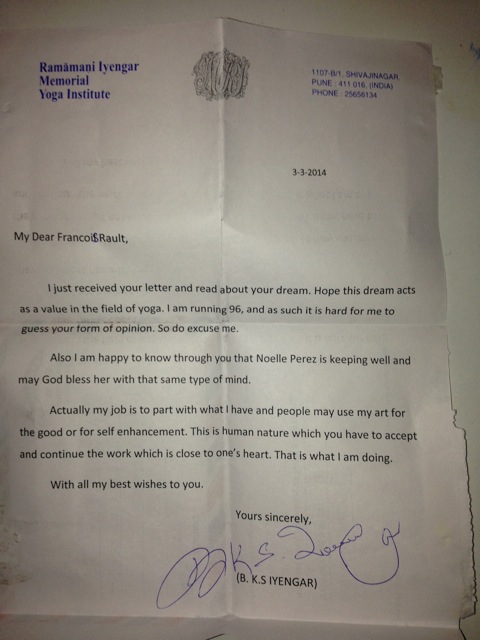 Ramāmani Iyengar
Memorial
Yoga Institute
1107-B/1, SHIVAJINAGAR
PUNE : 411 016, (INDIA)
PHONE : 25656134
3-3-2014
My Dear FrancoiSRault,
I just received your letter and read about your dream. Hope this dream acts
as a value in the field of yoga. I am running 96, and as such it is hard for me to
guess your form of opinion. So do excuse me.
Also I am happy to know through you that Noelle Perez is keeping well and
may God bless her with that same type of mind.
Actually my job is to part with what I have and people may use my art for
the good or for self enhancement. This is human nature which you have to accept
and continue the work which is close to one's heart. That is what I am doing.
With all my best wishes to you.
Yours sincerely,
B.K.S. Iyengar
(B. K.S IYENGAR)